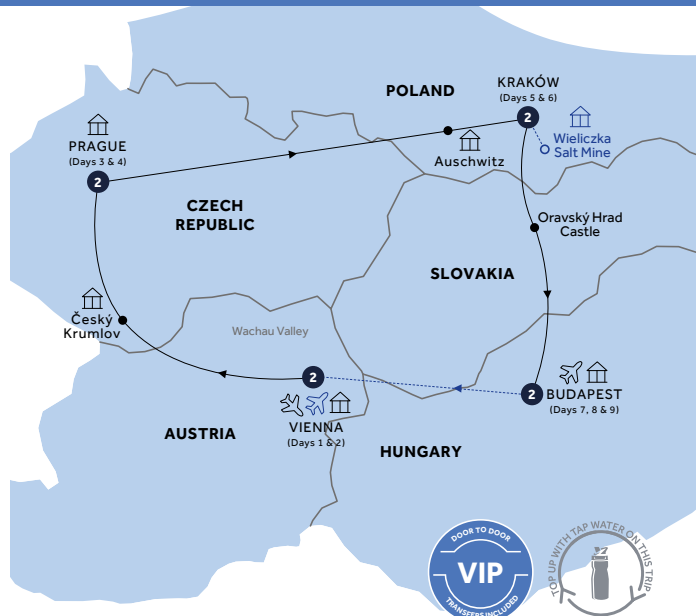 POLAND
KRAKÓW
(Days 5 & 6)
2
Wieliczka
Salt Mine
PRAGUE
(Days 3 & 4)
2
Auschwitz
CZECH
REPUBLIC
Oravský Hrad
Castle
SLOVAKIA
Český
Krumlov
Wachau Valley
2
VIENNA
(Days 1 & 2)
2
BUDAPEST
(Days 7, 8 & 9)
AUSTRIA
HUNGARY
DOOR TO DOOR
VIP
TRANSFERS INCLUDED
TOP UP WITH TAP WATER ON THIS TRIP